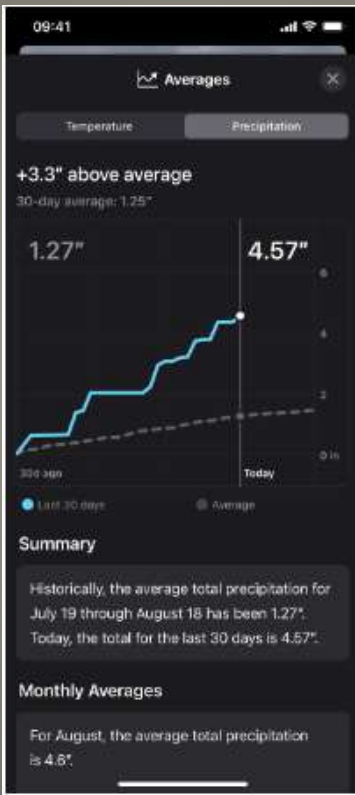 09:41
Averages
Temperature
Precipitation
+3.3" above average
30-day average: 1.25"
1.27"
4.57"
6
4
2
0 in
30d ago
Today
Last 30 days
Average
Summary
Historically, the average total precipitation for
July 19 through August 18 has been 1.27".
Today, the total for the last 30 days is 4.57".
Monthly Averages
For August, the average total precipitation
is 4.6".